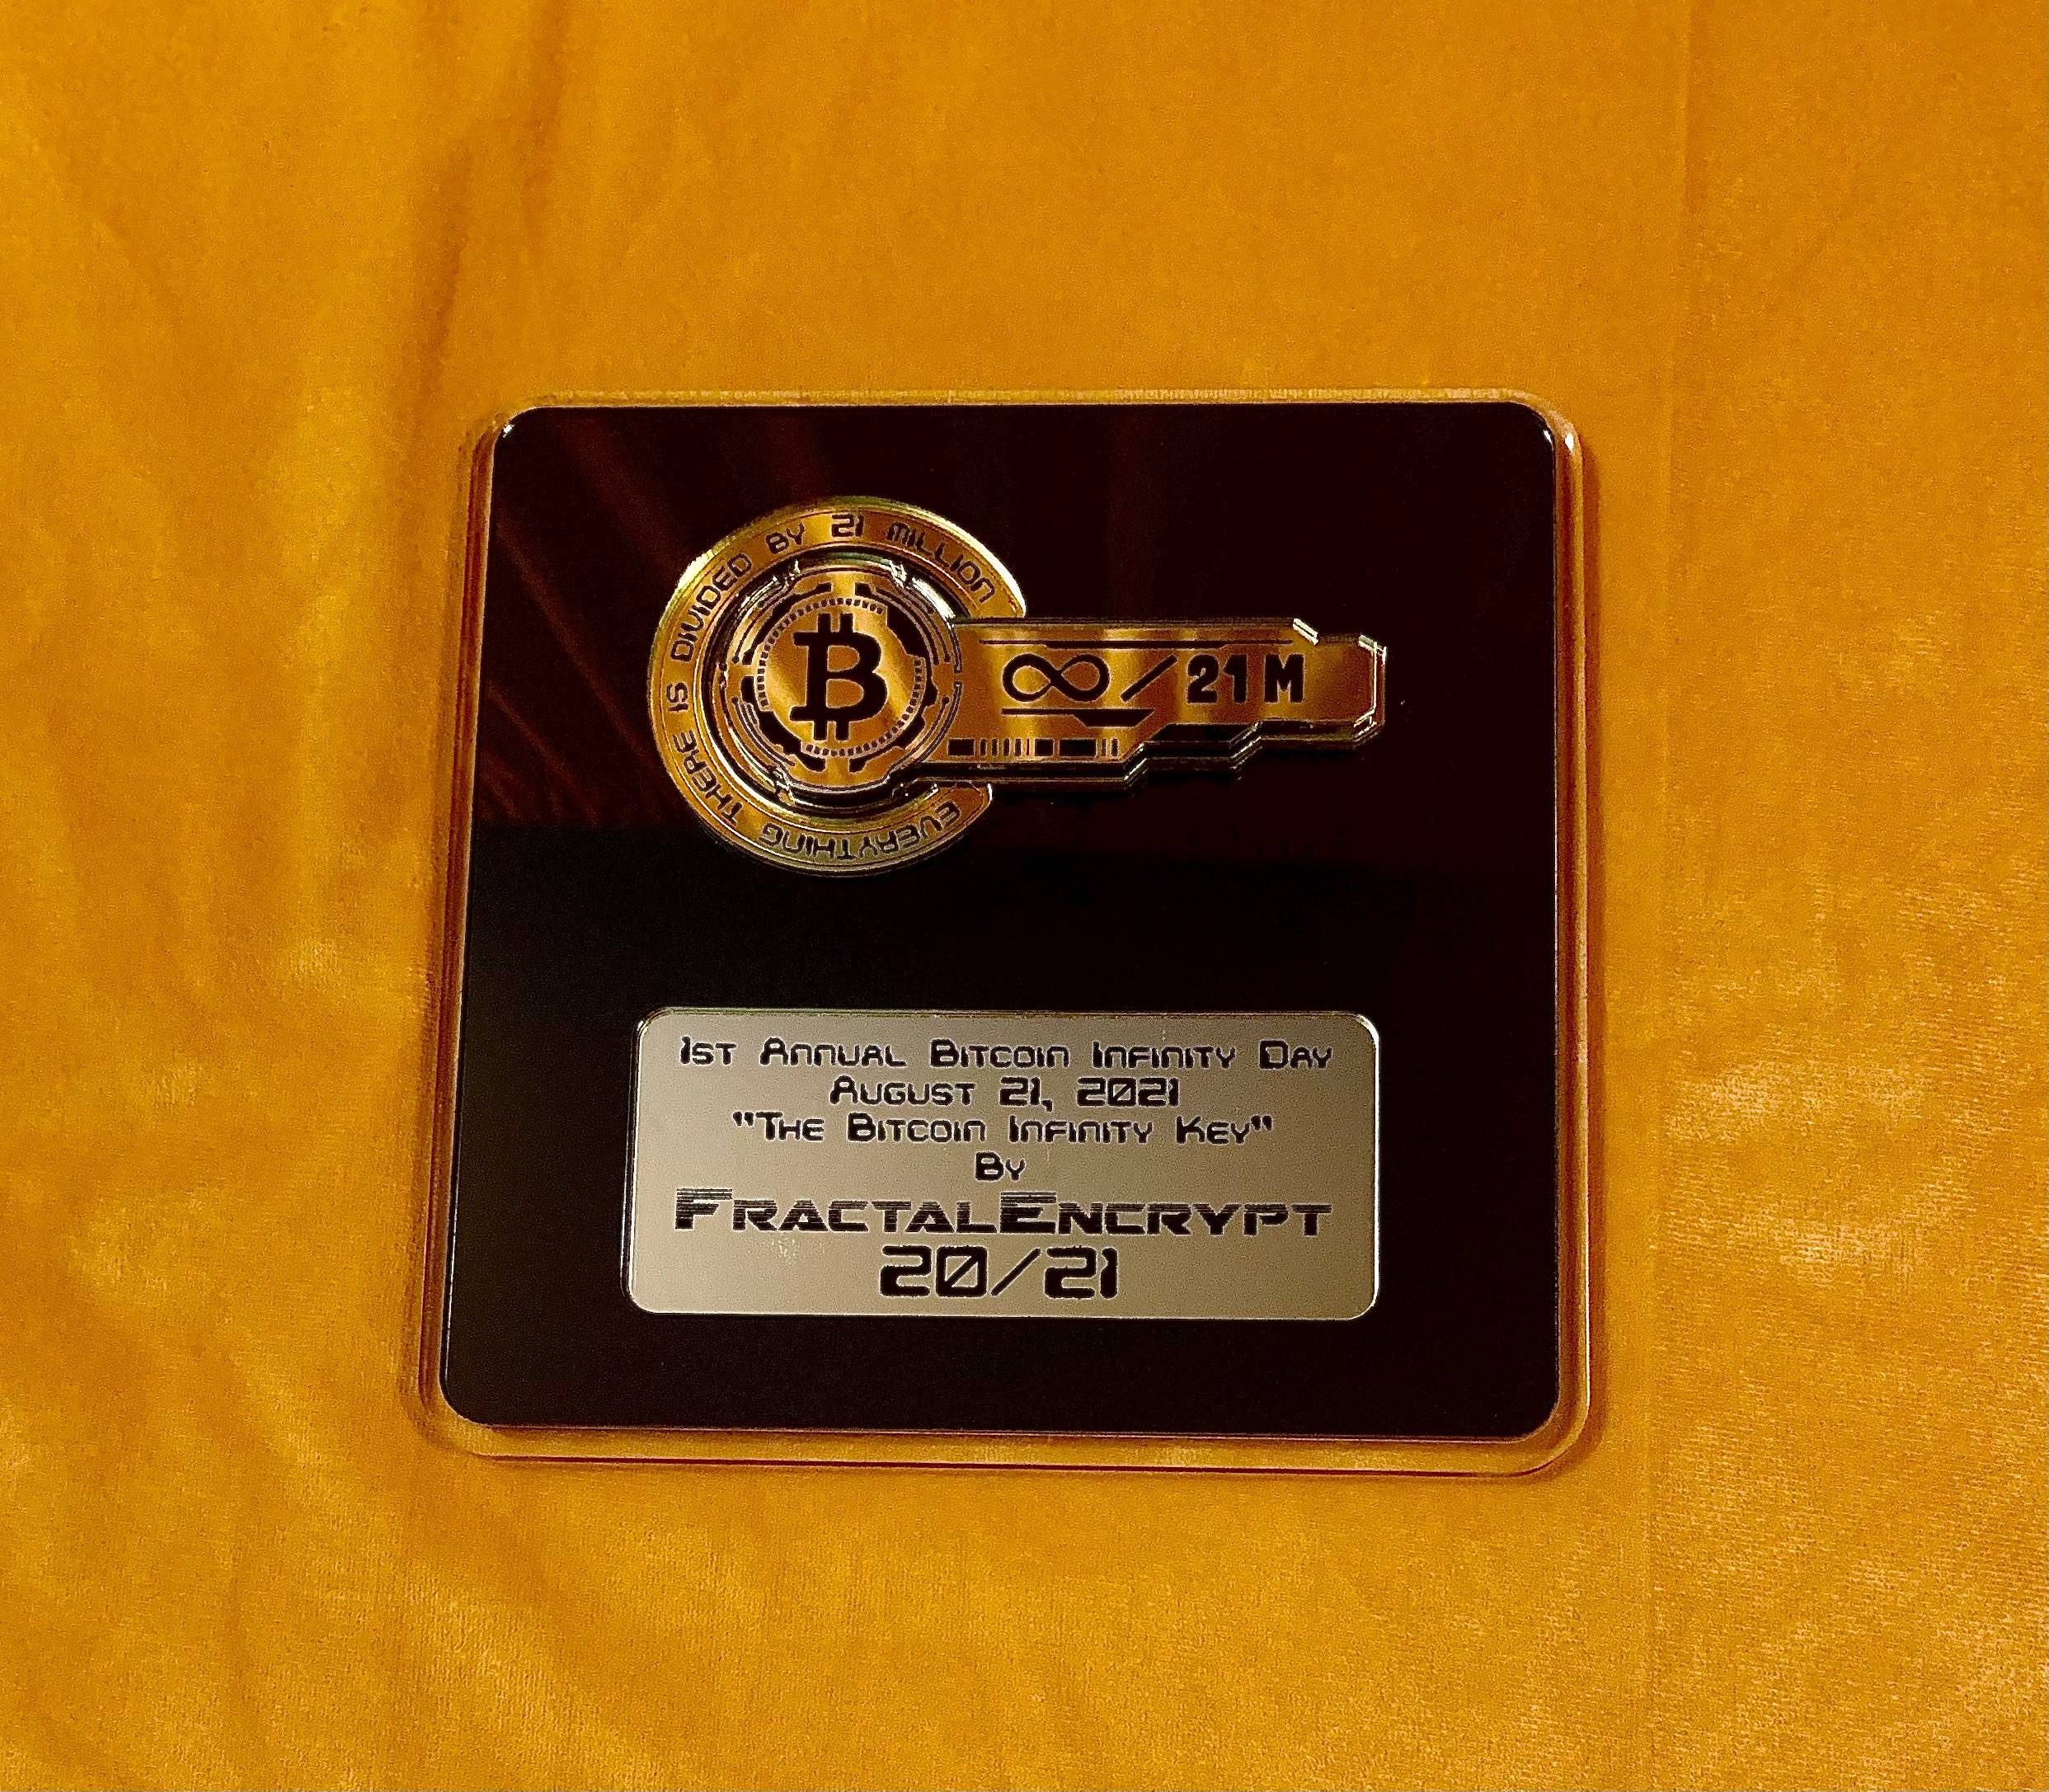 EVERYTHING THERE IS DIVIDED BY 21 MILLION
₿
∞/21M
1st Annual Bitcoin Infinity Day
August 21, 2021
"The Bitcoin Infinity Key"
By
FractalEncrypt
20/21